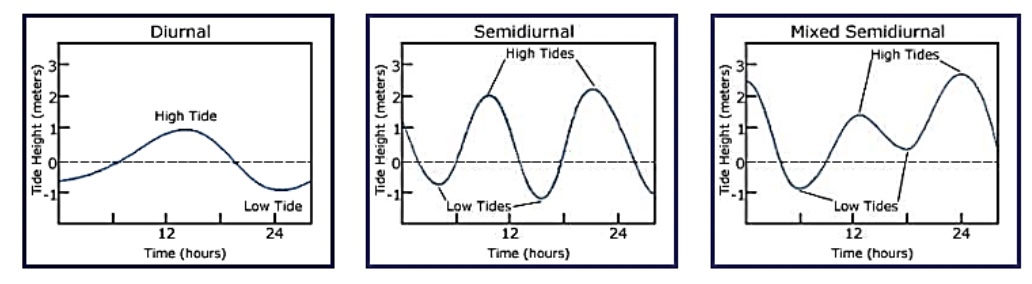 Diurnal
Tide Height (meters)
3
2
1
0
-1
High Tide
Low Tide
12
24
Time (hours)
Semidiurnal
Tide Height (meters)
3
2
1
0
-1
High Tides
Low Tides
12
24
Time (hours)
Mixed Semidiurnal
Tide Height (meters)
3
2
1
0
-1
High Tides
Low Tides
12
24
Time (hours)